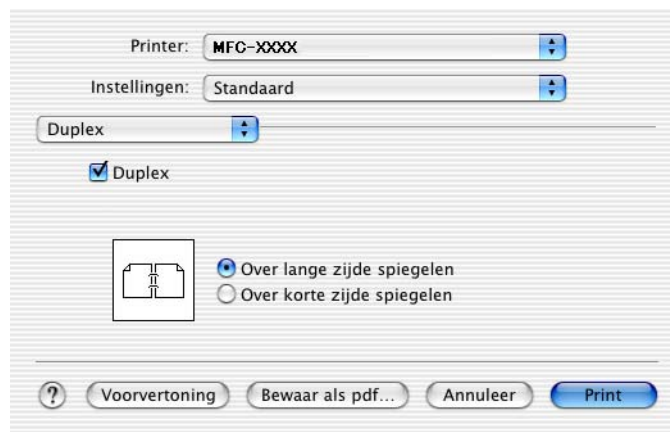 Printer: MFC-XXXX
Instellingen: Standaard
Duplex
Duplex
Over lange zijde spiegelen
Over korte zijde spiegelen
? Voorvertoning Bewaar als pdf... Annuleer Print